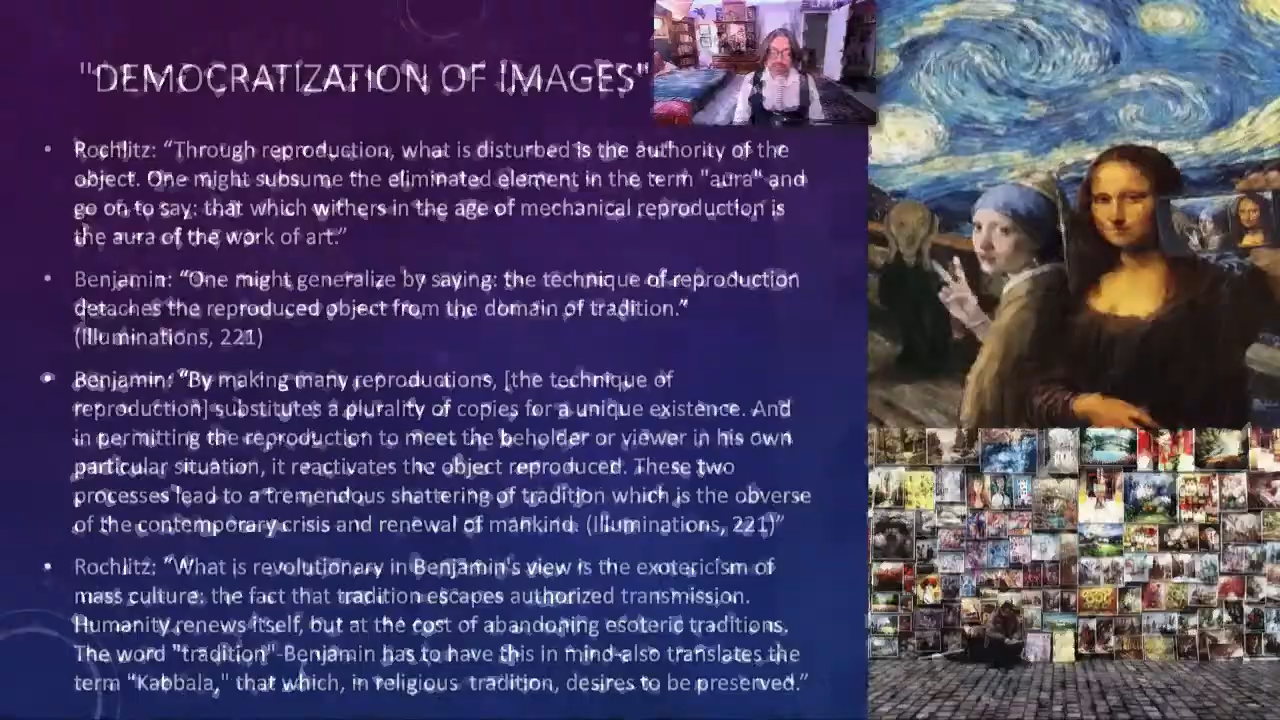 "DEMOCRATIZATION OF IMAGES"
• Rochlitz: “Through reproduction, what is disturbed is the authority of the
object. One might subsume the eliminated element in the term "aura" and
go on to say: that which withers in the age of mechanical reproduction is
the aura of the work of art.”
• Benjamin: “One might generalize by saying: the technique of reproduction
detaches the reproduced object from the domain of tradition.”
(Illuminations, 221)
• Benjamin: “By making many reproductions, [the technique of
reproduction] substitutes a plurality of copies for a unique existence. And
in permitting the reproduction to meet the beholder or viewer in his own
particular situation, it reactivates the object reproduced. These two
processes lead to a tremendous shattering of tradition which is the obverse
of the contemporary crisis and renewal of mankind. (Illuminations, 221)”
• Rochlitz: “What is revolutionary in Benjamin's view is the exotericism of
mass culture: the fact that tradition escapes authorized transmission.
Humanity renews itself, but at the cost of abandoning esoteric traditions.
The word "tradition"-Benjamin has to have this in mind-also translates the
term "Kabbala," that which, in religious tradition, desires to be preserved.”